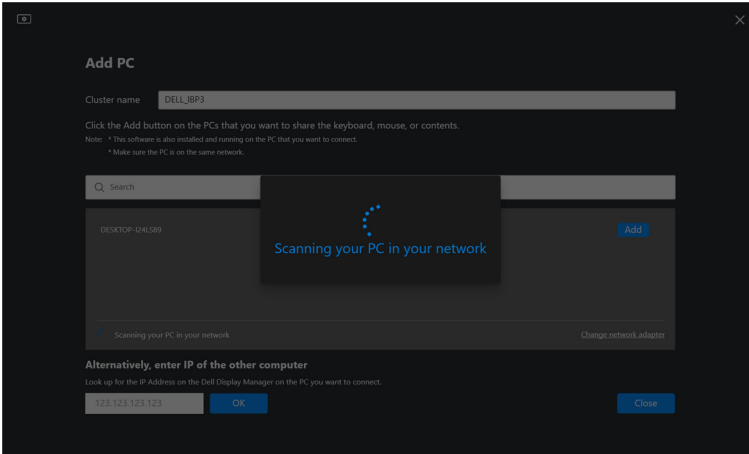 Add PC
Cluster name DELL_IBP3
Click the Add button on the PCs that you want to share the keyboard, mouse, or contents.
Note: * This software is also installed and running on the PC that you want to connect.
* Make sure the PC is on the same network.
Search
Scanning your PC in your network
DESKTOP-I24LS89 Add
Scanning your PC in your network Change network adapter
Alternatively, enter IP of the other computer
Look up for the IP Address on the Dell Display Manager on the PC you want to connect.
123.123.123.123 OK Close